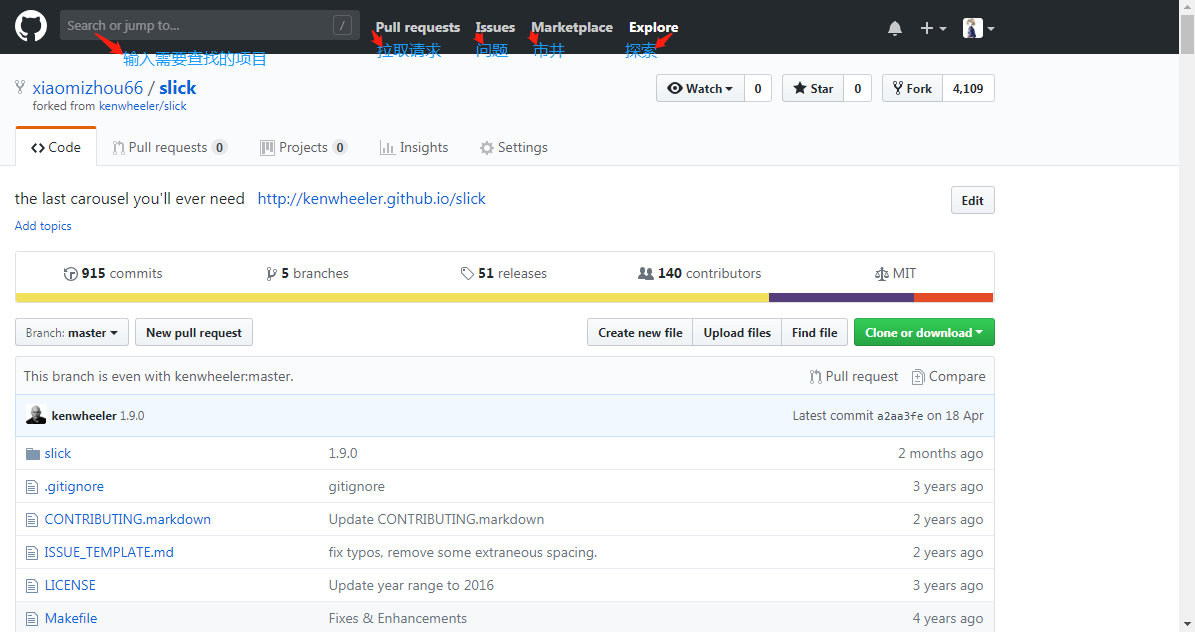 Search or jump to... /
Pull requests Issues Marketplace Explore
输入需要查找的项目 拉取请求 问题 市井 探索
xiaomizhou66 / slick
forked from kenwheeler/slick
Watch 0 Star 0 Fork 4,109
Code Pull requests 0 Projects 0 Insights Settings
the last carousel you'll ever need http://kenwheeler.github.io/slick Edit
Add topics
915 commits 5 branches 51 releases 140 contributors MIT
Branch: master New pull request Create new file Upload files Find file Clone or download
This branch is even with kenwheeler:master. Pull request Compare
kenwheeler 1.9.0 Latest commit a2aa3fe on 18 Apr
slick 1.9.0 2 months ago
.gitignore gitignore 3 years ago
CONTRIBUTING.markdown Update CONTRIBUTING.markdown 2 years ago
ISSUE_TEMPLATE.md fix typos, remove some extraneous spacing. 2 years ago
LICENSE Update year range to 2016 3 years ago
Makefile Fixes & Enhancements 4 years ago